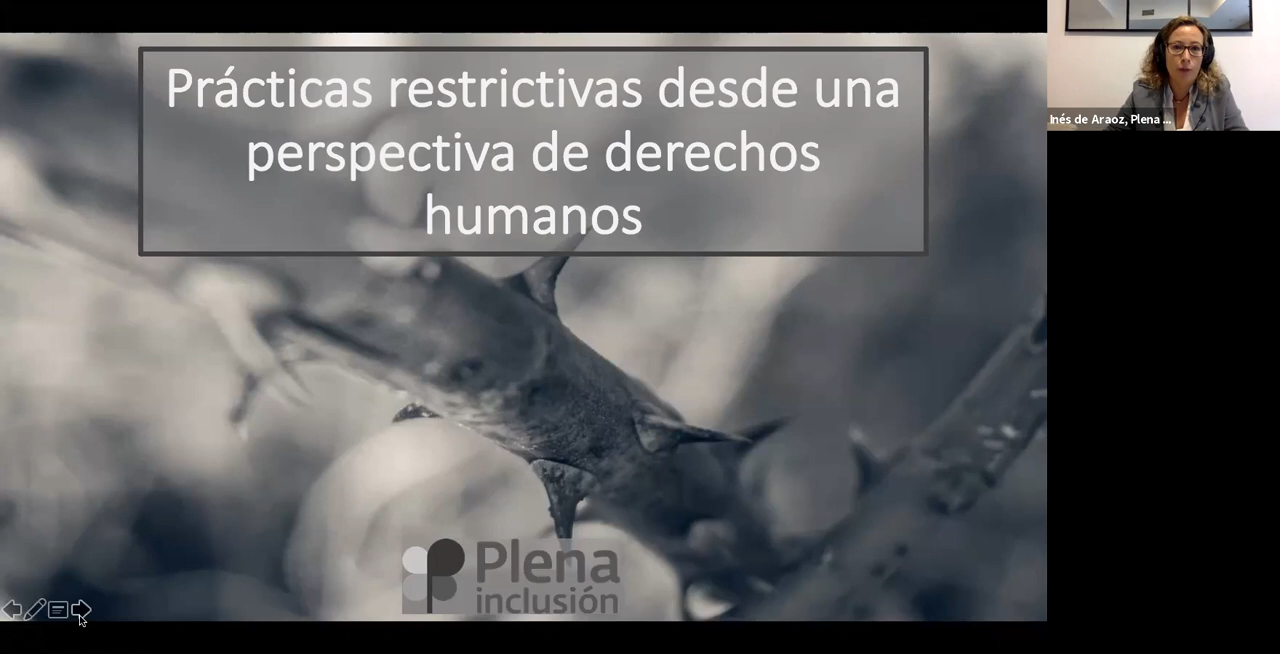 Prácticas restrictivas desde una
perspectiva de derechos
humanos
Inés de Araoz, Plena ...
Plena
inclusión